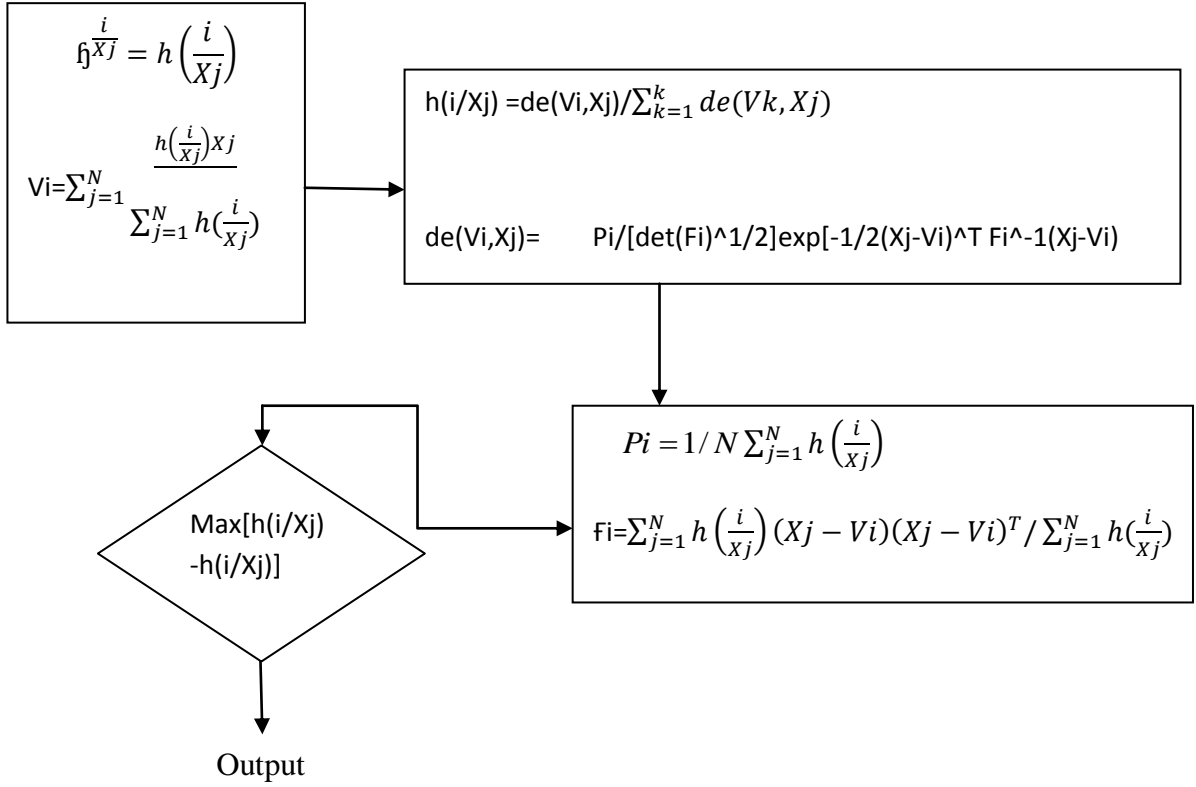 ɧ^(i/Xj) = h(i/Xj)
Vi=∑_{j=1}^{N} h(i/Xj)Xj / ∑_{j=1}^{N} h(i/Xj)
h(i/Xj) =de(Vi,Xj)/∑_{k=1}^{k} de(Vk, Xj)
de(Vi,Xj)= Pi/[det(Fi)^1/2]exp[-1/2(Xj-Vi)^T Fi^-1(Xj-Vi)
Pi = 1/ N ∑_{j=1}^{N} h (i/Xj)
Fi=∑_{j=1}^{N} h (i/Xj) (Xj − Vi)(Xj − Vi)^T / ∑_{j=1}^{N} h(i/Xj)
Max[h(i/Xj)
-h(i/Xj)]
Output